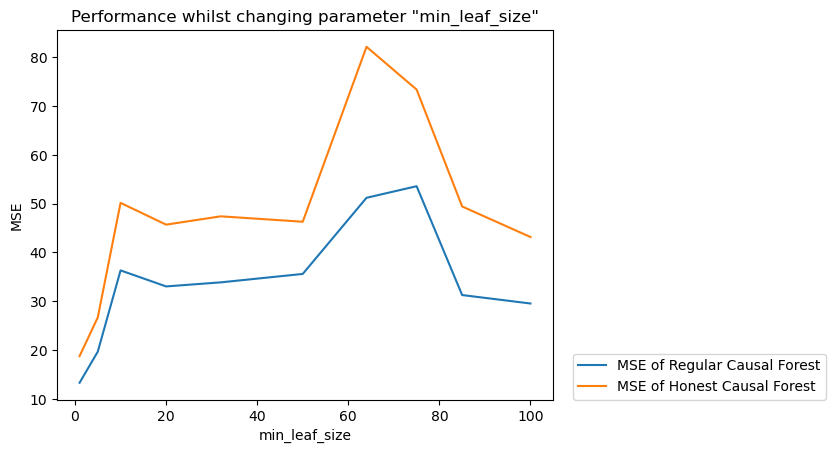 Performance whilst changing parameter "min_leaf_size"
80
70
60
50
40
30
20
10
MSE
0 20 40 60 80 100
min_leaf_size
MSE of Regular Causal Forest
MSE of Honest Causal Forest